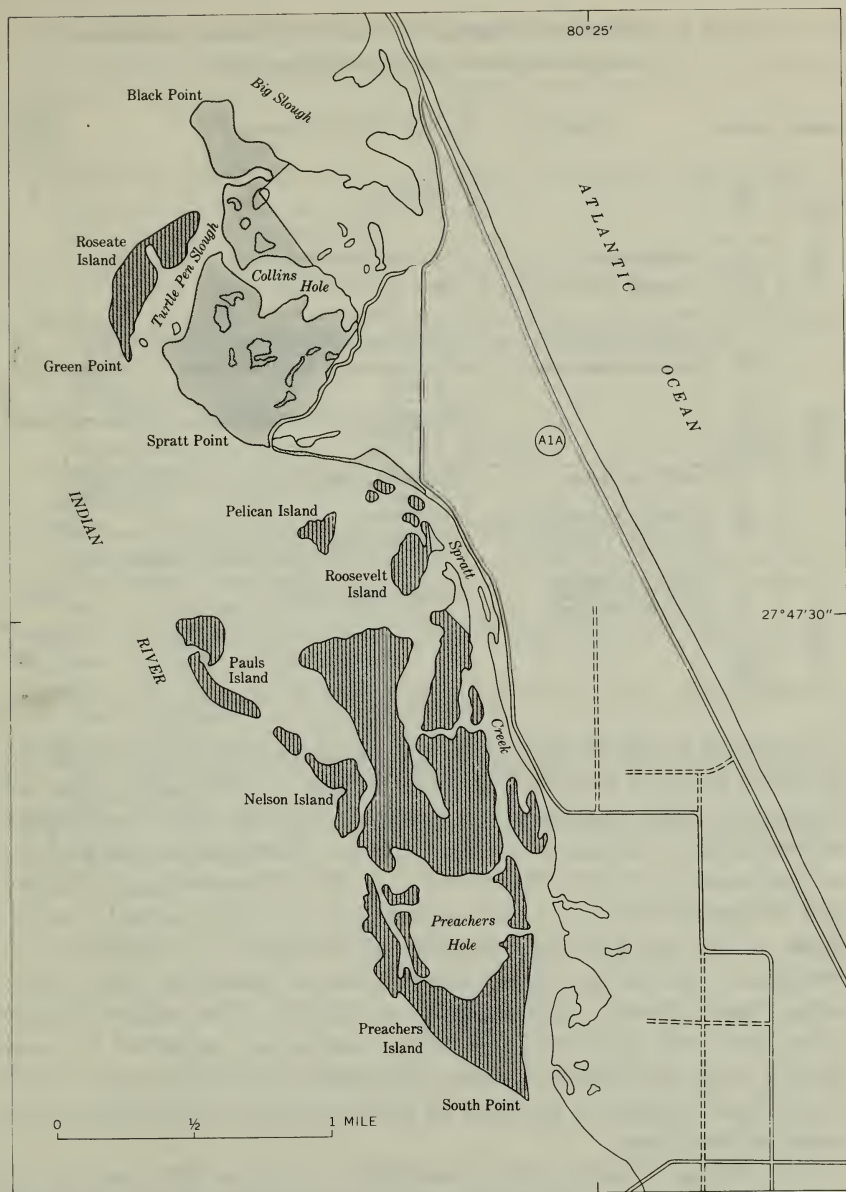 80°25'
Black Point
Big Slough
ATLANTIC
OCEAN
Roseate
Island
Turtle Pen Slough
Collins
Hole
Green Point
A1A
Spratt Point
INDIAN
RIVER
Pelican Island
Spratt
Creek
Roosevelt
Island
27°47'30"
Pauls
Island
Nelson Island
Preachers
Hole
Preachers
Island
South Point
0 ½ 1 MILE